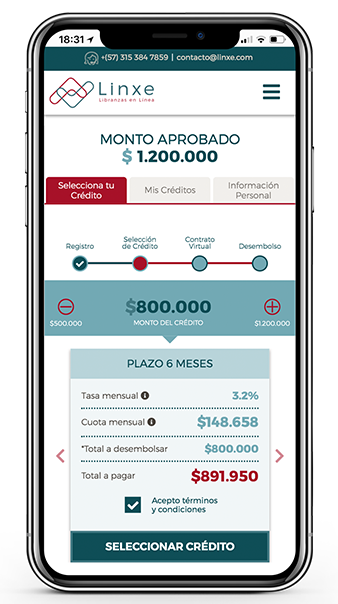 18:31
+(57) 315 384 7859 | contacto@linxe.com
Linxe
Libranzas en Línea
MONTO APROBADO
$ 1.200.000
Selecciona tu Crédito
Mis Créditos
Información Personal
Registro
Selección de Crédito
Contrato Virtual
Desembolso
$800.000
MONTO DEL CRÉDITO
$500.000
$1.200.000
PLAZO 6 MESES
Tasa mensual 3.2%
Cuota mensual $148.658
*Total a desembolsar $800.000
Total a pagar $891.950
Acepto términos
y condiciones
SELECCIONAR CRÉDITO